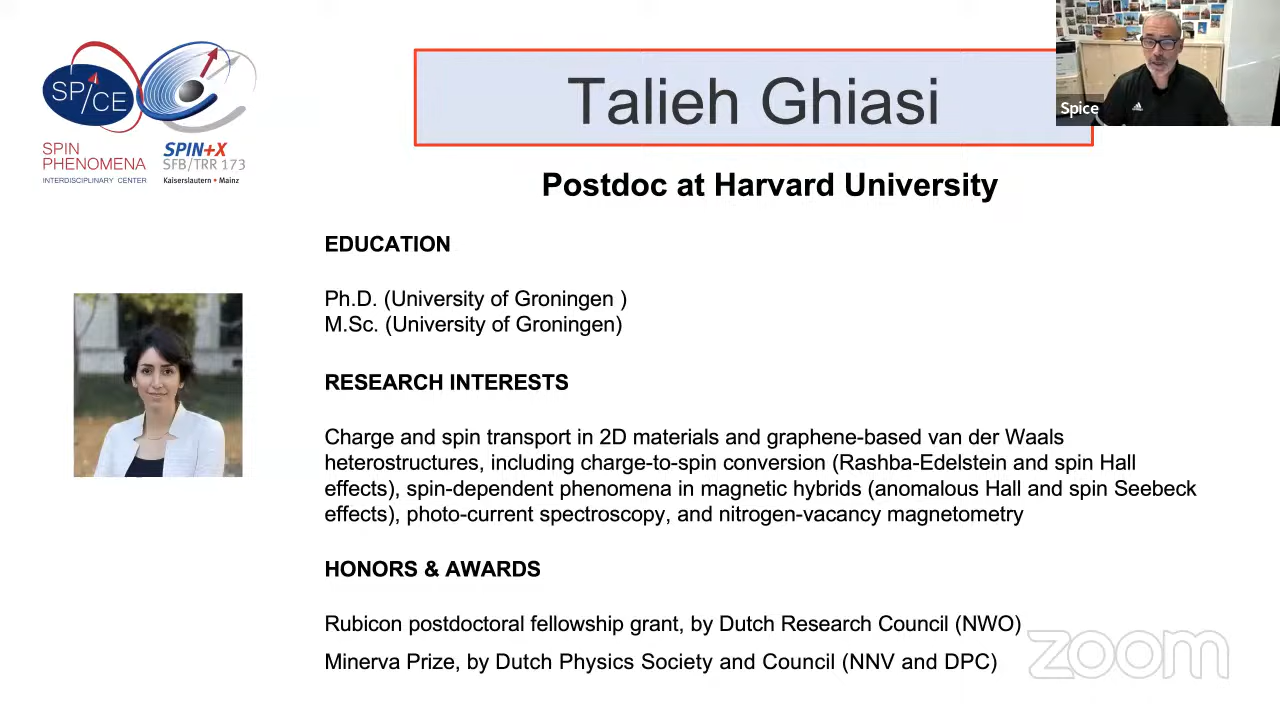 SPICE
SPIN
PHENOMENA
INTERDISCIPLINARY CENTER
SPIN+X
SFB/TRR 173
Kaiserslautern • Mainz
Talieh Ghiasi
Spice
Postdoc at Harvard University
EDUCATION
Ph.D. (University of Groningen )
M.Sc. (University of Groningen)
RESEARCH INTERESTS
Charge and spin transport in 2D materials and graphene-based van der Waals
heterostructures, including charge-to-spin conversion (Rashba-Edelstein and spin Hall
effects), spin-dependent phenomena in magnetic hybrids (anomalous Hall and spin Seebeck
effects), photo-current spectroscopy, and nitrogen-vacancy magnetometry
HONORS & AWARDS
Rubicon postdoctoral fellowship grant, by Dutch Research Council (NWO)
Minerva Prize, by Dutch Physics Society and Council (NNV and DPC)
zoom